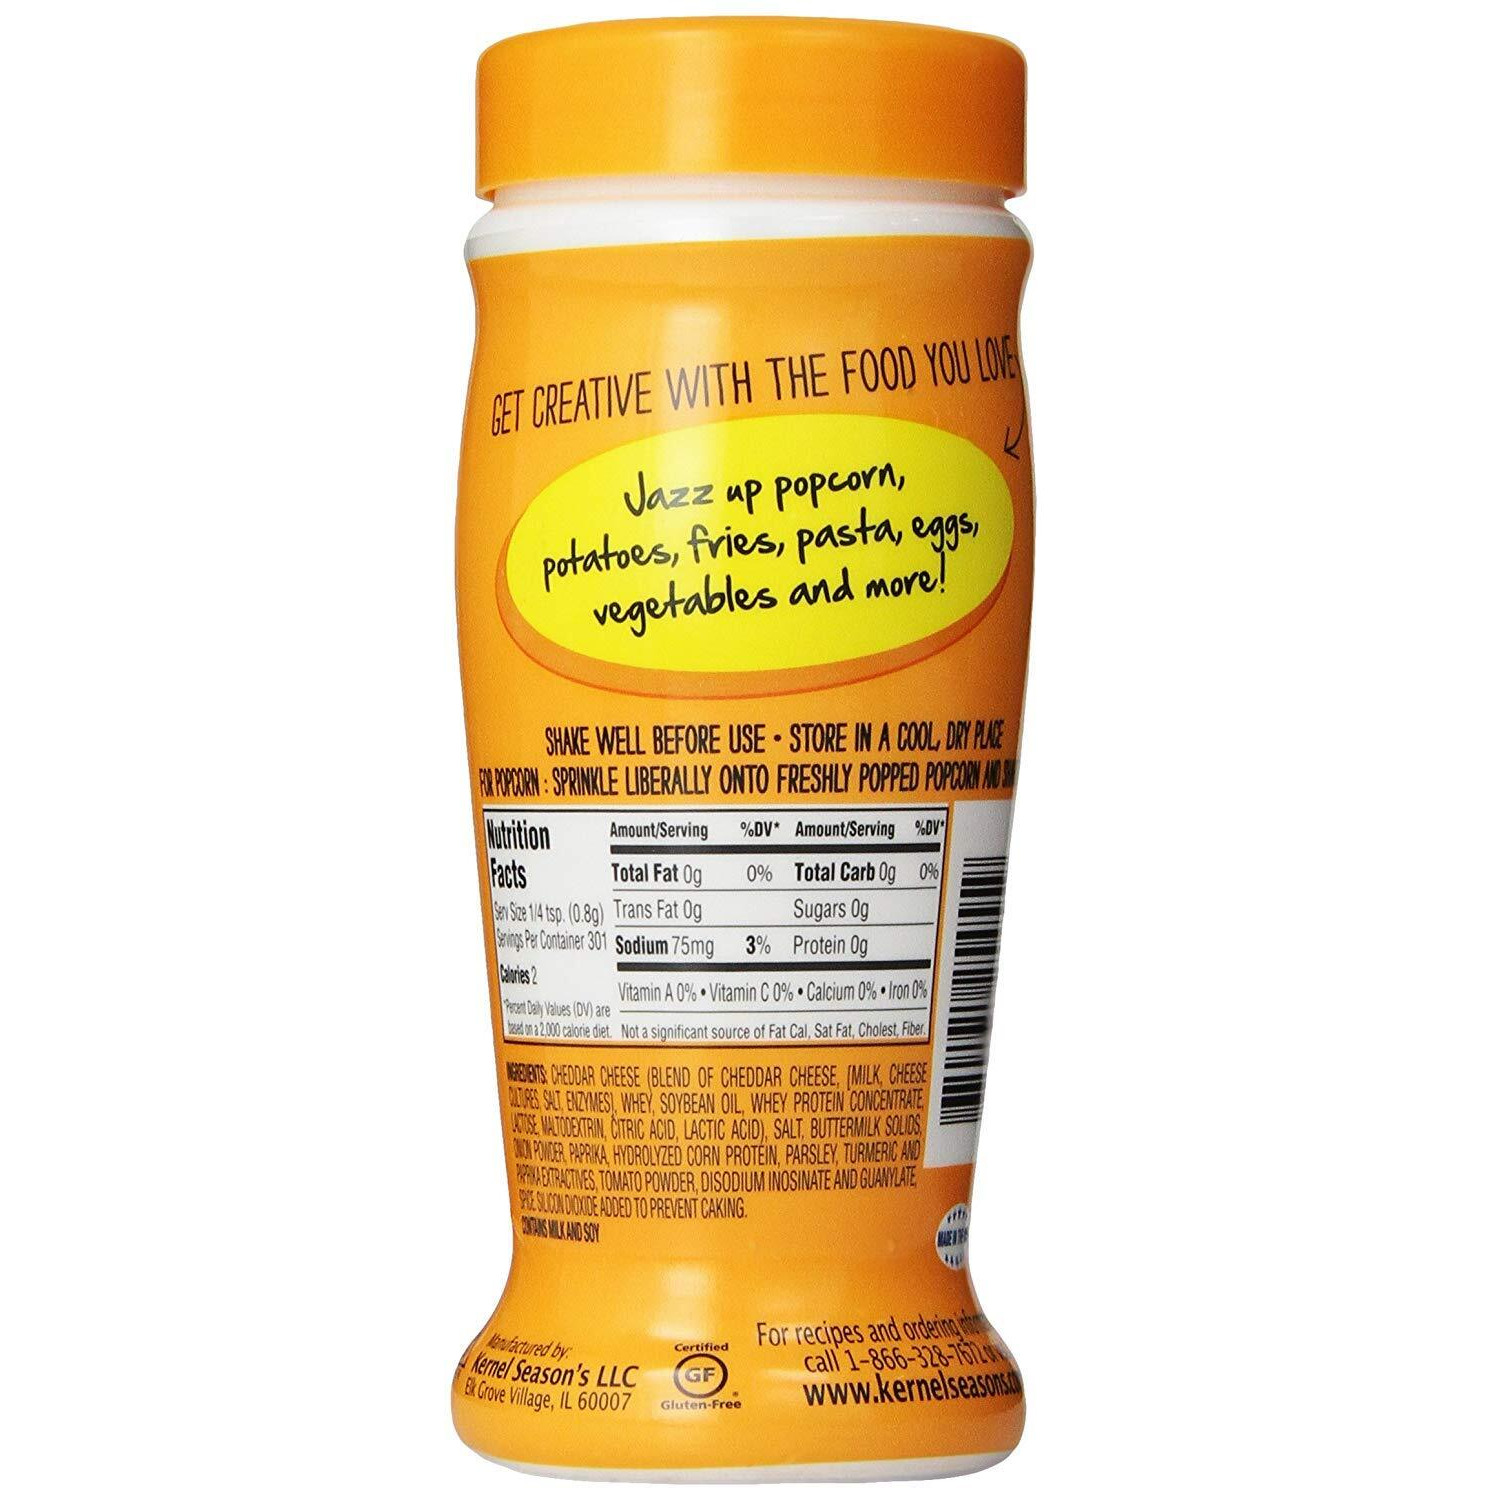 GET CREATIVE WITH THE FOOD YOU LOVE
Jazz up popcorn,
potatoes, fries, pasta, eggs,
vegetables and more!
SHAKE WELL BEFORE USE • STORE IN A COOL, DRY PLACE
FOR POPCORN : SPRINKLE LIBERALLY ONTO FRESHLY POPPED POPCORN AND
Nutrition
Facts
Serv Size 1/4 tsp. (0.8g)
Servings Per Container 301
Calories 2
*Percent Daily Values (DV) are
based on a 2,000 calorie diet.
Amount/Serving %DV* Amount/Serving %DV*
Total Fat 0g 0% Total Carb 0g 0%
Trans Fat 0g Sugars 0g
Sodium 75mg 3% Protein 0g
Vitamin A 0% • Vitamin C 0% • Calcium 0% • Iron 0%
Not a significant source of Fat Cal, Sat Fat, Cholest, Fiber.
INGREDIENTS: CHEDDAR CHEESE (BLEND OF CHEDDAR CHEESE, [MILK, CHEESE
CULTURES, SALT, ENZYMES], WHEY, SOYBEAN OIL, WHEY PROTEIN CONCENTRATE,
LACTOSE, MALTODEXTRIN, CITRIC ACID, LACTIC ACID), SALT, BUTTERMILK SOLIDS,
ONION POWDER, PAPRIKA, HYDROLYZED CORN PROTEIN, PARSLEY, TURMERIC AND
PAPRIKA EXTRACTIVES, TOMATO POWDER, DISODIUM INOSINATE AND GUANYLATE,
SPICE. SILICON DIOXIDE ADDED TO PREVENT CAKING.
CONTAINS MILK AND SOY
MADE IN THE
Manufactured by:
Kernel Season's LLC
Elk Grove Village, IL 60007
Certified
GF
®
Gluten-Free
For recipes and ordering
call 1-866-328-7672
www.kernelseasons.co